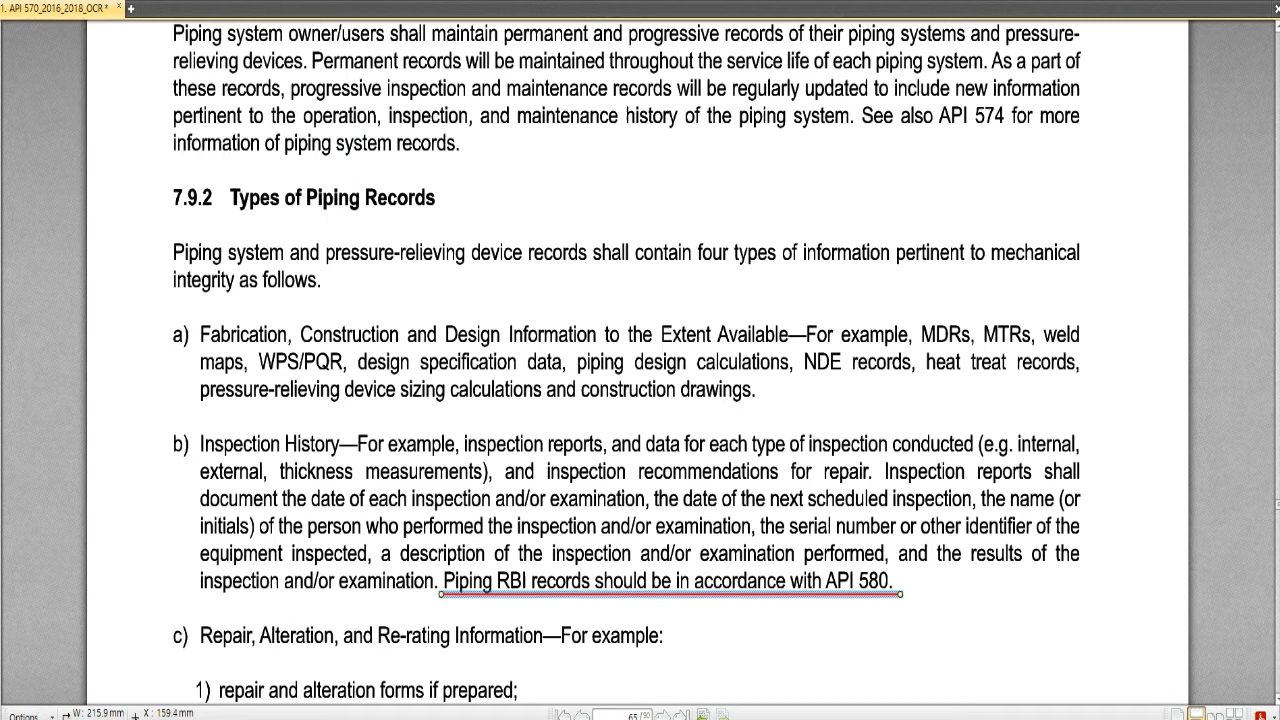 1. API 570_2016_2018_OCR *
Piping system owner/users shall maintain permanent and progressive records of their piping systems and pressure-
relieving devices. Permanent records will be maintained throughout the service life of each piping system. As a part of
these records, progressive inspection and maintenance records will be regularly updated to include new information
pertinent to the operation, inspection, and maintenance history of the piping system. See also API 574 for more
information of piping system records.
7.9.2 Types of Piping Records
Piping system and pressure-relieving device records shall contain four types of information pertinent to mechanical
integrity as follows.
a) Fabrication, Construction and Design Information to the Extent Available—For example, MDRs, MTRs, weld
maps, WPS/PQR, design specification data, piping design calculations, NDE records, heat treat records,
pressure-relieving device sizing calculations and construction drawings.
b) Inspection History—For example, inspection reports, and data for each type of inspection conducted (e.g. internal,
external, thickness measurements), and inspection recommendations for repair. Inspection reports shall
document the date of each inspection and/or examination, the date of the next scheduled inspection, the name (or
initials) of the person who performed the inspection and/or examination, the serial number or other identifier of the
equipment inspected, a description of the inspection and/or examination performed, and the results of the
inspection and/or examination. Piping RBI records should be in accordance with API 580.
c) Repair, Alteration, and Re-rating Information—For example:
1) repair and alteration forms if prepared;
Options W: 215.9mm X: 159.4mm 65/90